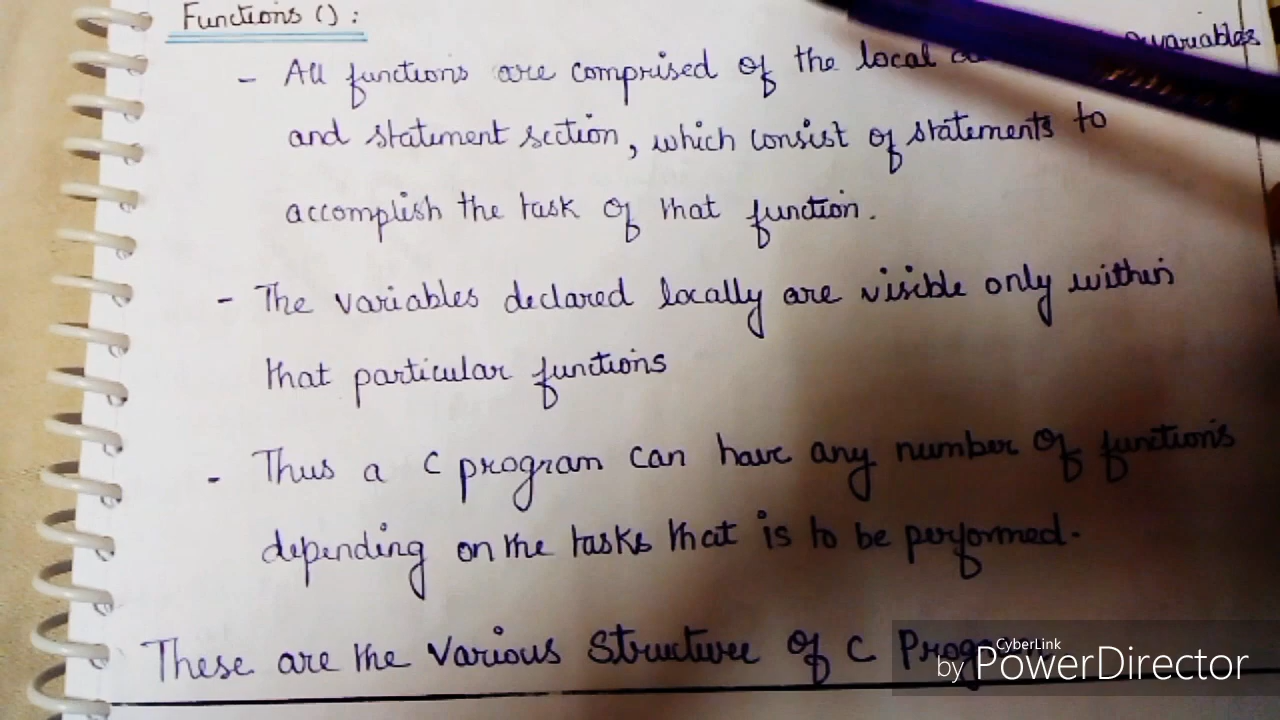 Functions () :
- All functions are comprised of the local variables
and statement section, which consist of statements to
accomplish the task of that function.
- The variables declared locally are visible only within
that particular functions
- Thus a C program can have any number of functions
depending on the tasks that is to be performed.
These are the various structure of C
CyberLink
by PowerDirector